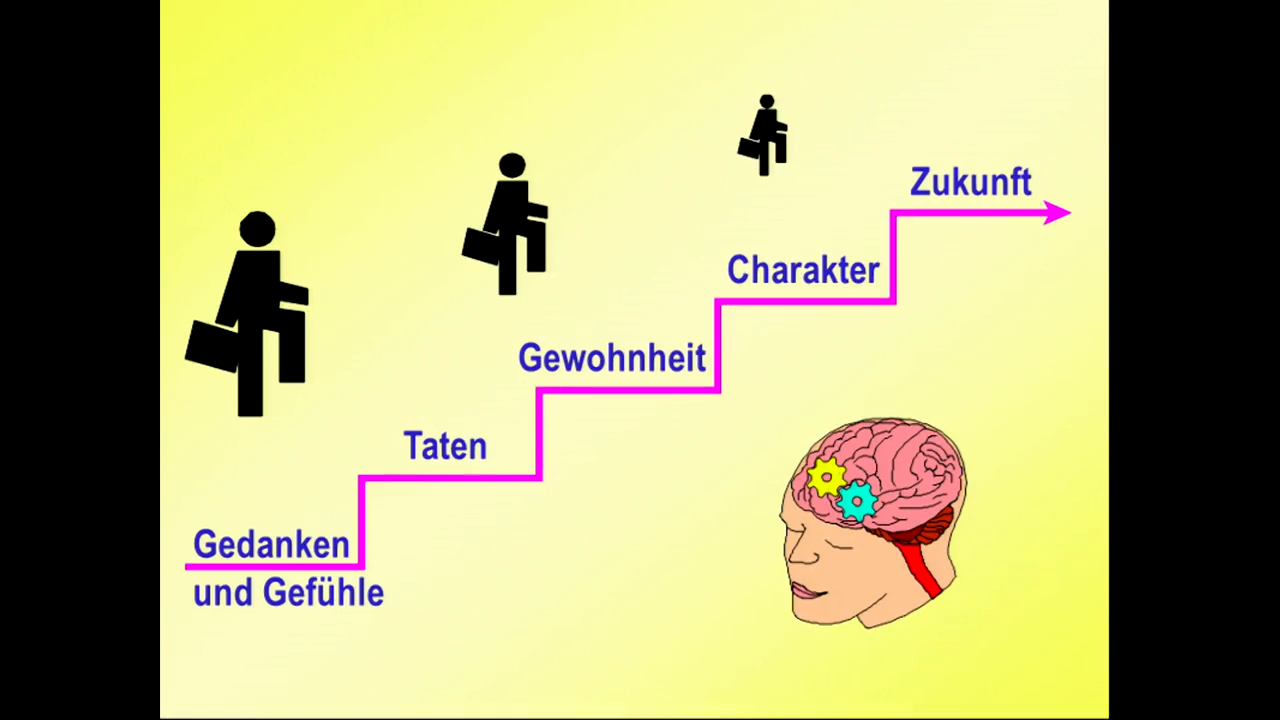 Zukunft
Charakter
Gewohnheit
Taten
Gedanken
und Gefühle